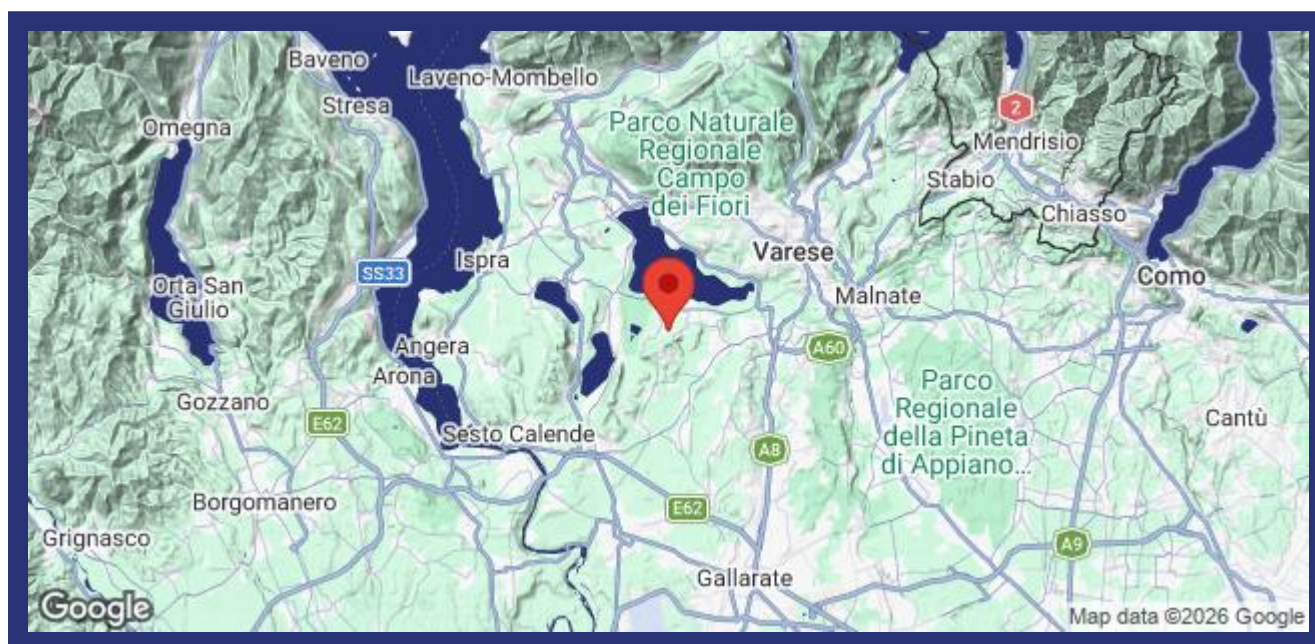 Baveno
Laveno-Mombello
Stresa
2
Omegna
Parco Naturale
Regionale
Campo
dei Fiori
Mendrisio
Stabio
Chiasso
Varese
Ispra
SS33
Orta San
Giulio
Malnate
Como
Angera
A60
Arona
Parco
Regionale
della Pineta
di Appiano...
Gozzano
E62
Cantù
Sesto Calende
A8
Borgomanero
E62
Grignasco
A9
Gallarate
Google
Map data ©2026 Google